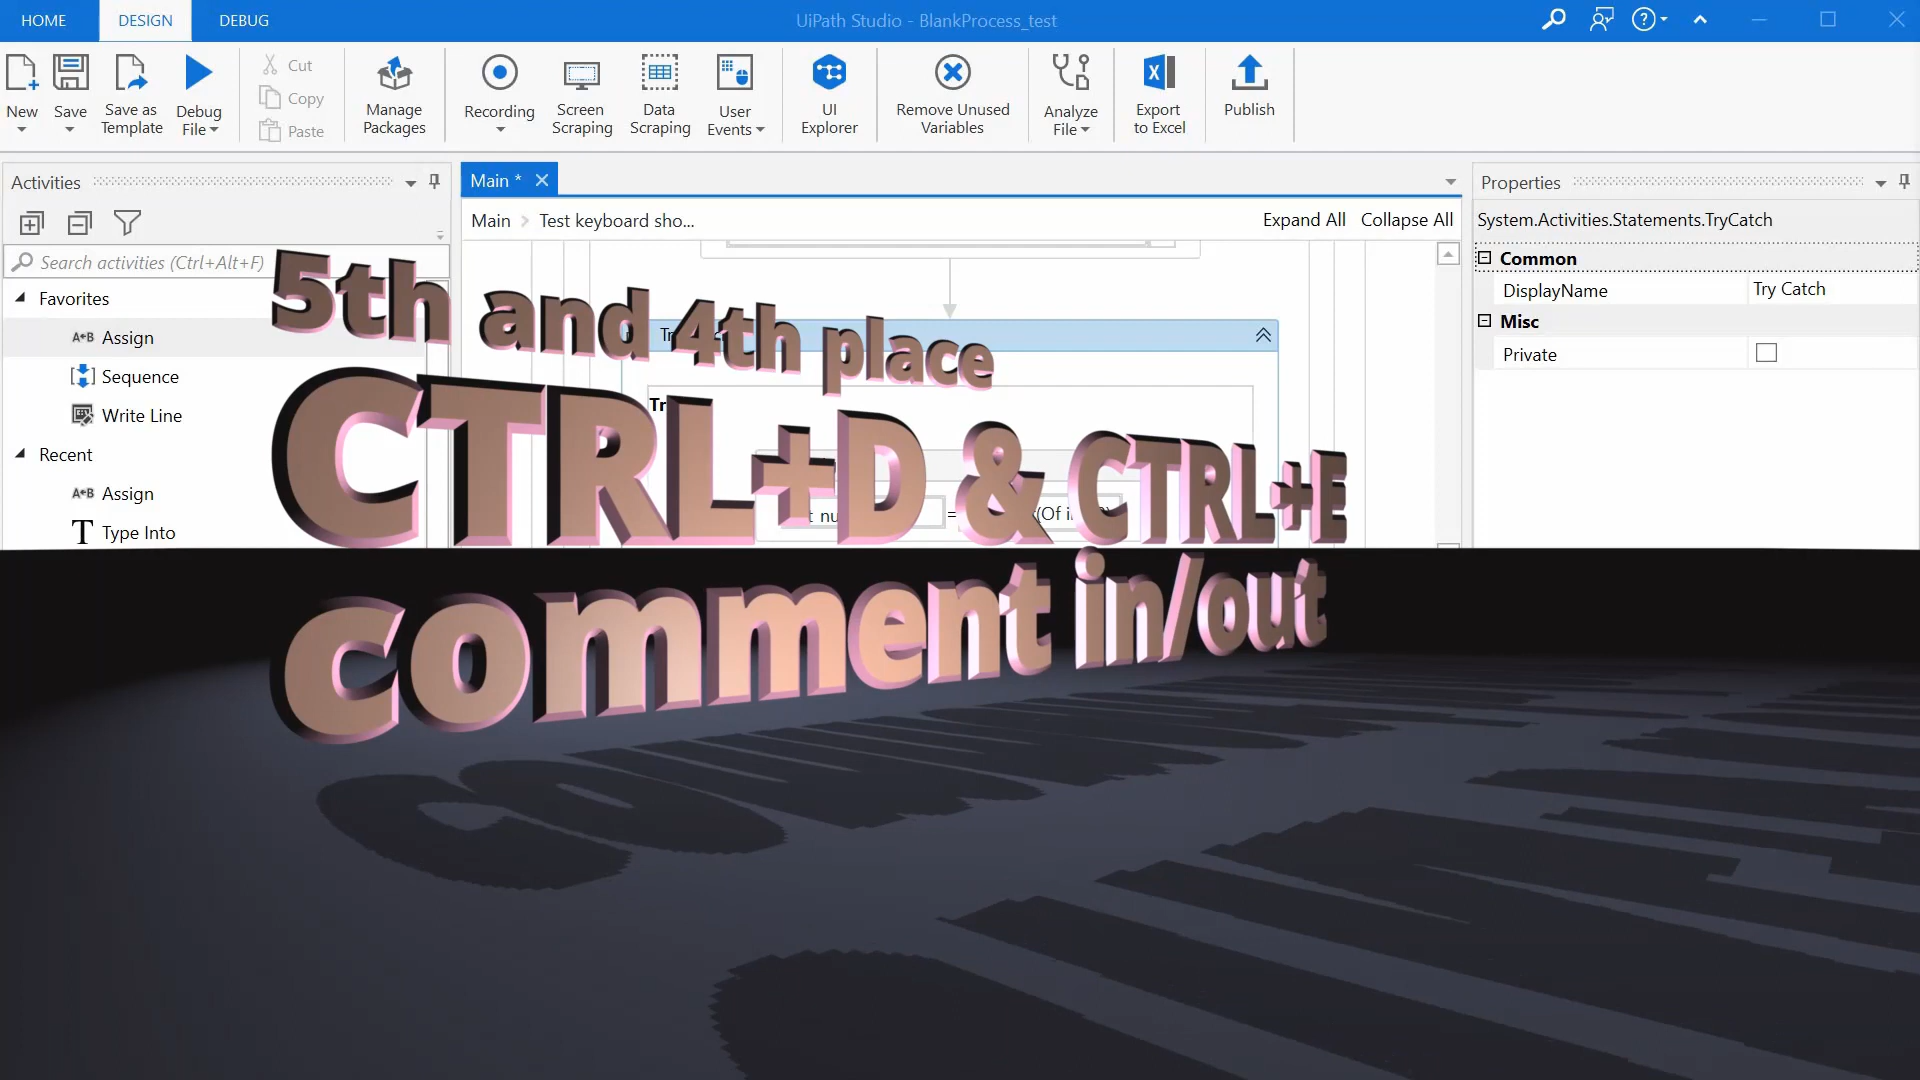 HOME DESIGN DEBUG UiPath Studio - BlankProcess_test
New Save Save as Template Debug File Cut Copy Paste Manage Packages Recording Screen Scraping Data Scraping User Events UI Explorer Remove Unused Variables Analyze File Export to Excel Publish
Activities
Search activities (Ctrl+Alt+F)
Favorites
Assign
Sequence
Write Line
Recent
Assign
Type Into
Main *
Main > Test keyboard sho... Expand All Collapse All
Properties
System.Activities.Statements.TryCatch
Common
DisplayName Try Catch
Misc
Private
5th and 4th place
CTRL+D & CTRL+E
comment in/out